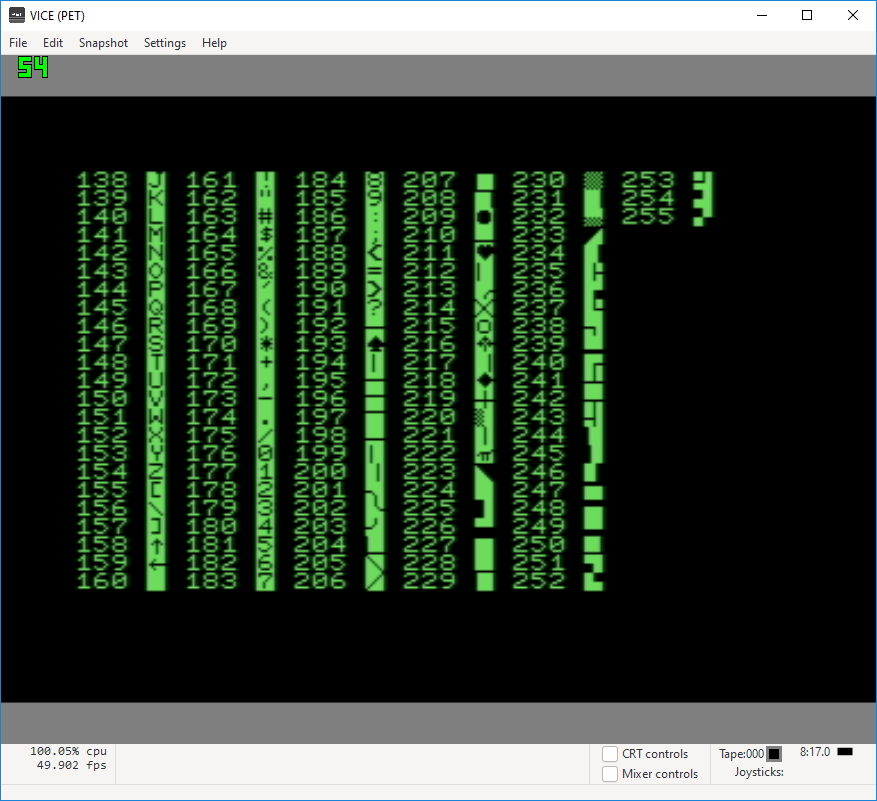 VICE (PET)
File Edit Snapshot Settings Help
54
138 J 161 ! 184 8 207 230 253
139 K 162 " 185 9 208 231 254
140 L 163 # 186 : 209 ● 232 255
141 M 164 $ 187 ; 210 233
142 N 165 % 188 < 211 ♥ 234
143 O 166 & 189 = 212 235
144 P 167 ' 190 > 213 236
145 Q 168 ( 191 ? 214 ╳ 237
146 R 169 ) 192 ─ 215 ○ 238
147 S 170 * 193 ♠ 216 ♣ 239
148 T 171 + 194 │ 217 240
149 U 172 , 195 218 ♦ 241
150 V 173 - 196 219 ┼ 242
151 W 174 . 197 220 243
152 X 175 / 198 221 244
153 Y 176 0 199 222 π 245
154 Z 177 1 200 223 246
155 [ 178 2 201 224 247
156 \ 179 3 202 225 248
157 ] 180 4 203 226 249
158 ↑ 181 5 204 227 250
159 ← 182 6 205 228 251
160 183 7 206 229 252
100.05% cpu
49.902 fps
CRT controls
Mixer controls
Tape:000
8:17.0
Joysticks: